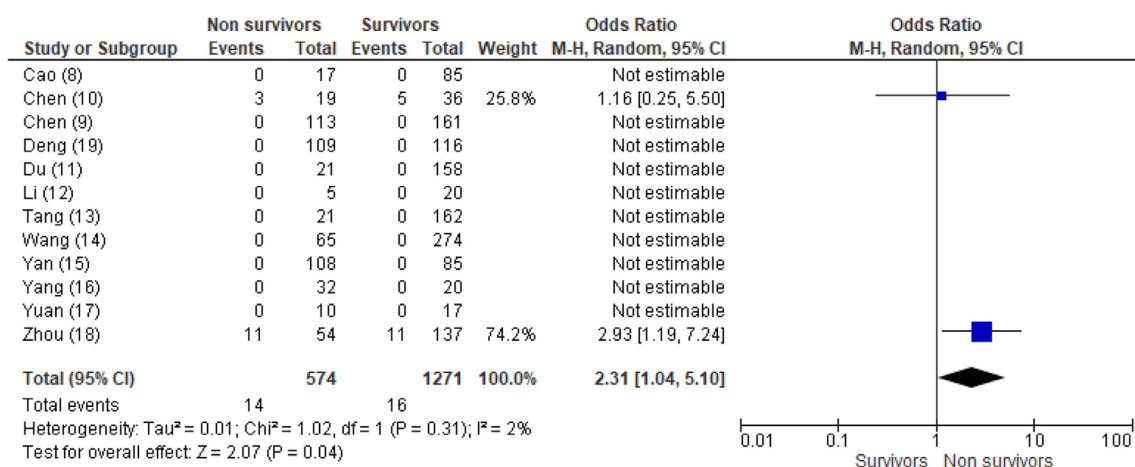 Non survivors Survivors Odds Ratio Odds Ratio
Study or Subgroup Events Total Events Total Weight M-H, Random, 95% CI M-H, Random, 95% CI
Cao (8) 0 17 0 85 Not estimable
Chen (10) 3 19 5 36 25.8% 1.16 [0.25, 5.50]
Chen (9) 0 113 0 161 Not estimable
Deng (19) 0 109 0 116 Not estimable
Du (11) 0 21 0 158 Not estimable
Li (12) 0 5 0 20 Not estimable
Tang (13) 0 21 0 162 Not estimable
Wang (14) 0 65 0 274 Not estimable
Yan (15) 0 108 0 85 Not estimable
Yang (16) 0 32 0 20 Not estimable
Yuan (17) 0 10 0 17 Not estimable
Zhou (18) 11 54 11 137 74.2% 2.93 [1.19, 7.24]
Total (95% CI) 574 1271 100.0% 2.31 [1.04, 5.10]
Total events 14 16
Heterogeneity: Tau² = 0.01; Chi² = 1.02, df = 1 (P = 0.31); I² = 2%
Test for overall effect: Z = 2.07 (P = 0.04)
0.01 0.1 1 10 100
Survivors Non survivors